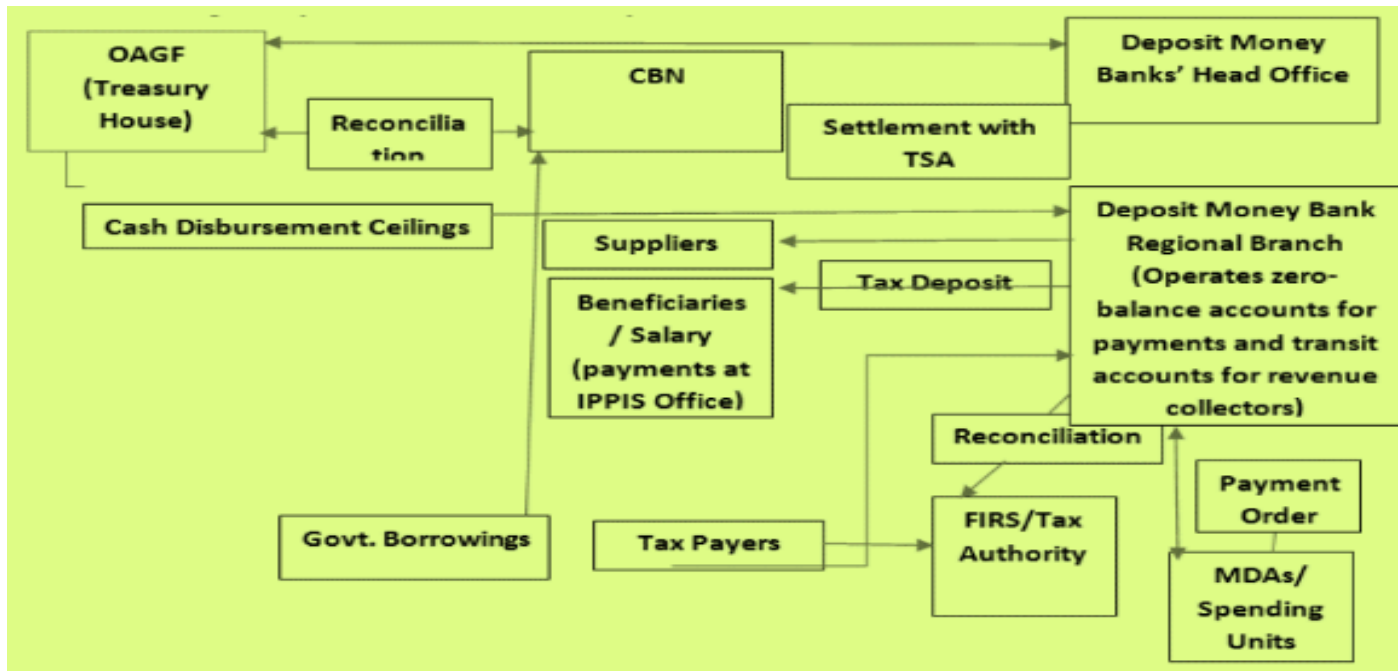 OAGF
(Treasury
House)
CBN
Deposit Money
Banks' Head Office
Reconcilia
tion
Settlement with
TSA
Cash Disbursement Ceilings
Suppliers
Deposit Money Bank
Regional Branch
(Operates zero-
balance accounts for
payments and transit
accounts for revenue
collectors)
Tax Deposit
Beneficiaries
/ Salary
(payments at
IPPIS Office)
Reconciliation
Payment
Order
Govt. Borrowings
Tax Payers
FIRS/Tax
Authority
MDAs/
Spending
Units